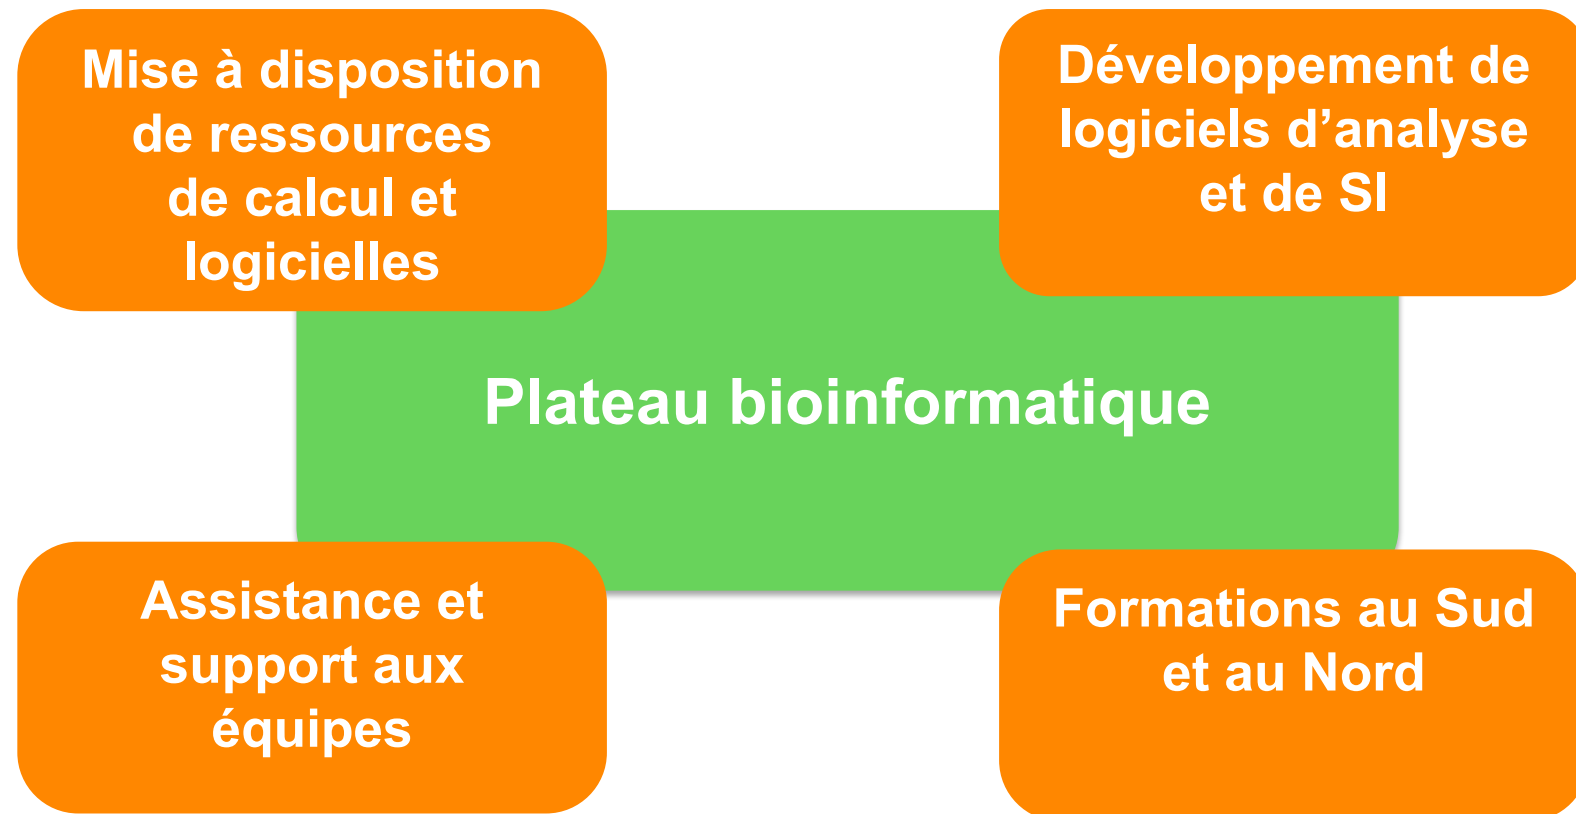 Mise à disposition
de ressources
de calcul et
logicielles
Développement de
logiciels d’analyse
et de SI
Plateau bioinformatique
Assistance et
support aux
équipes
Formations au Sud
et au Nord